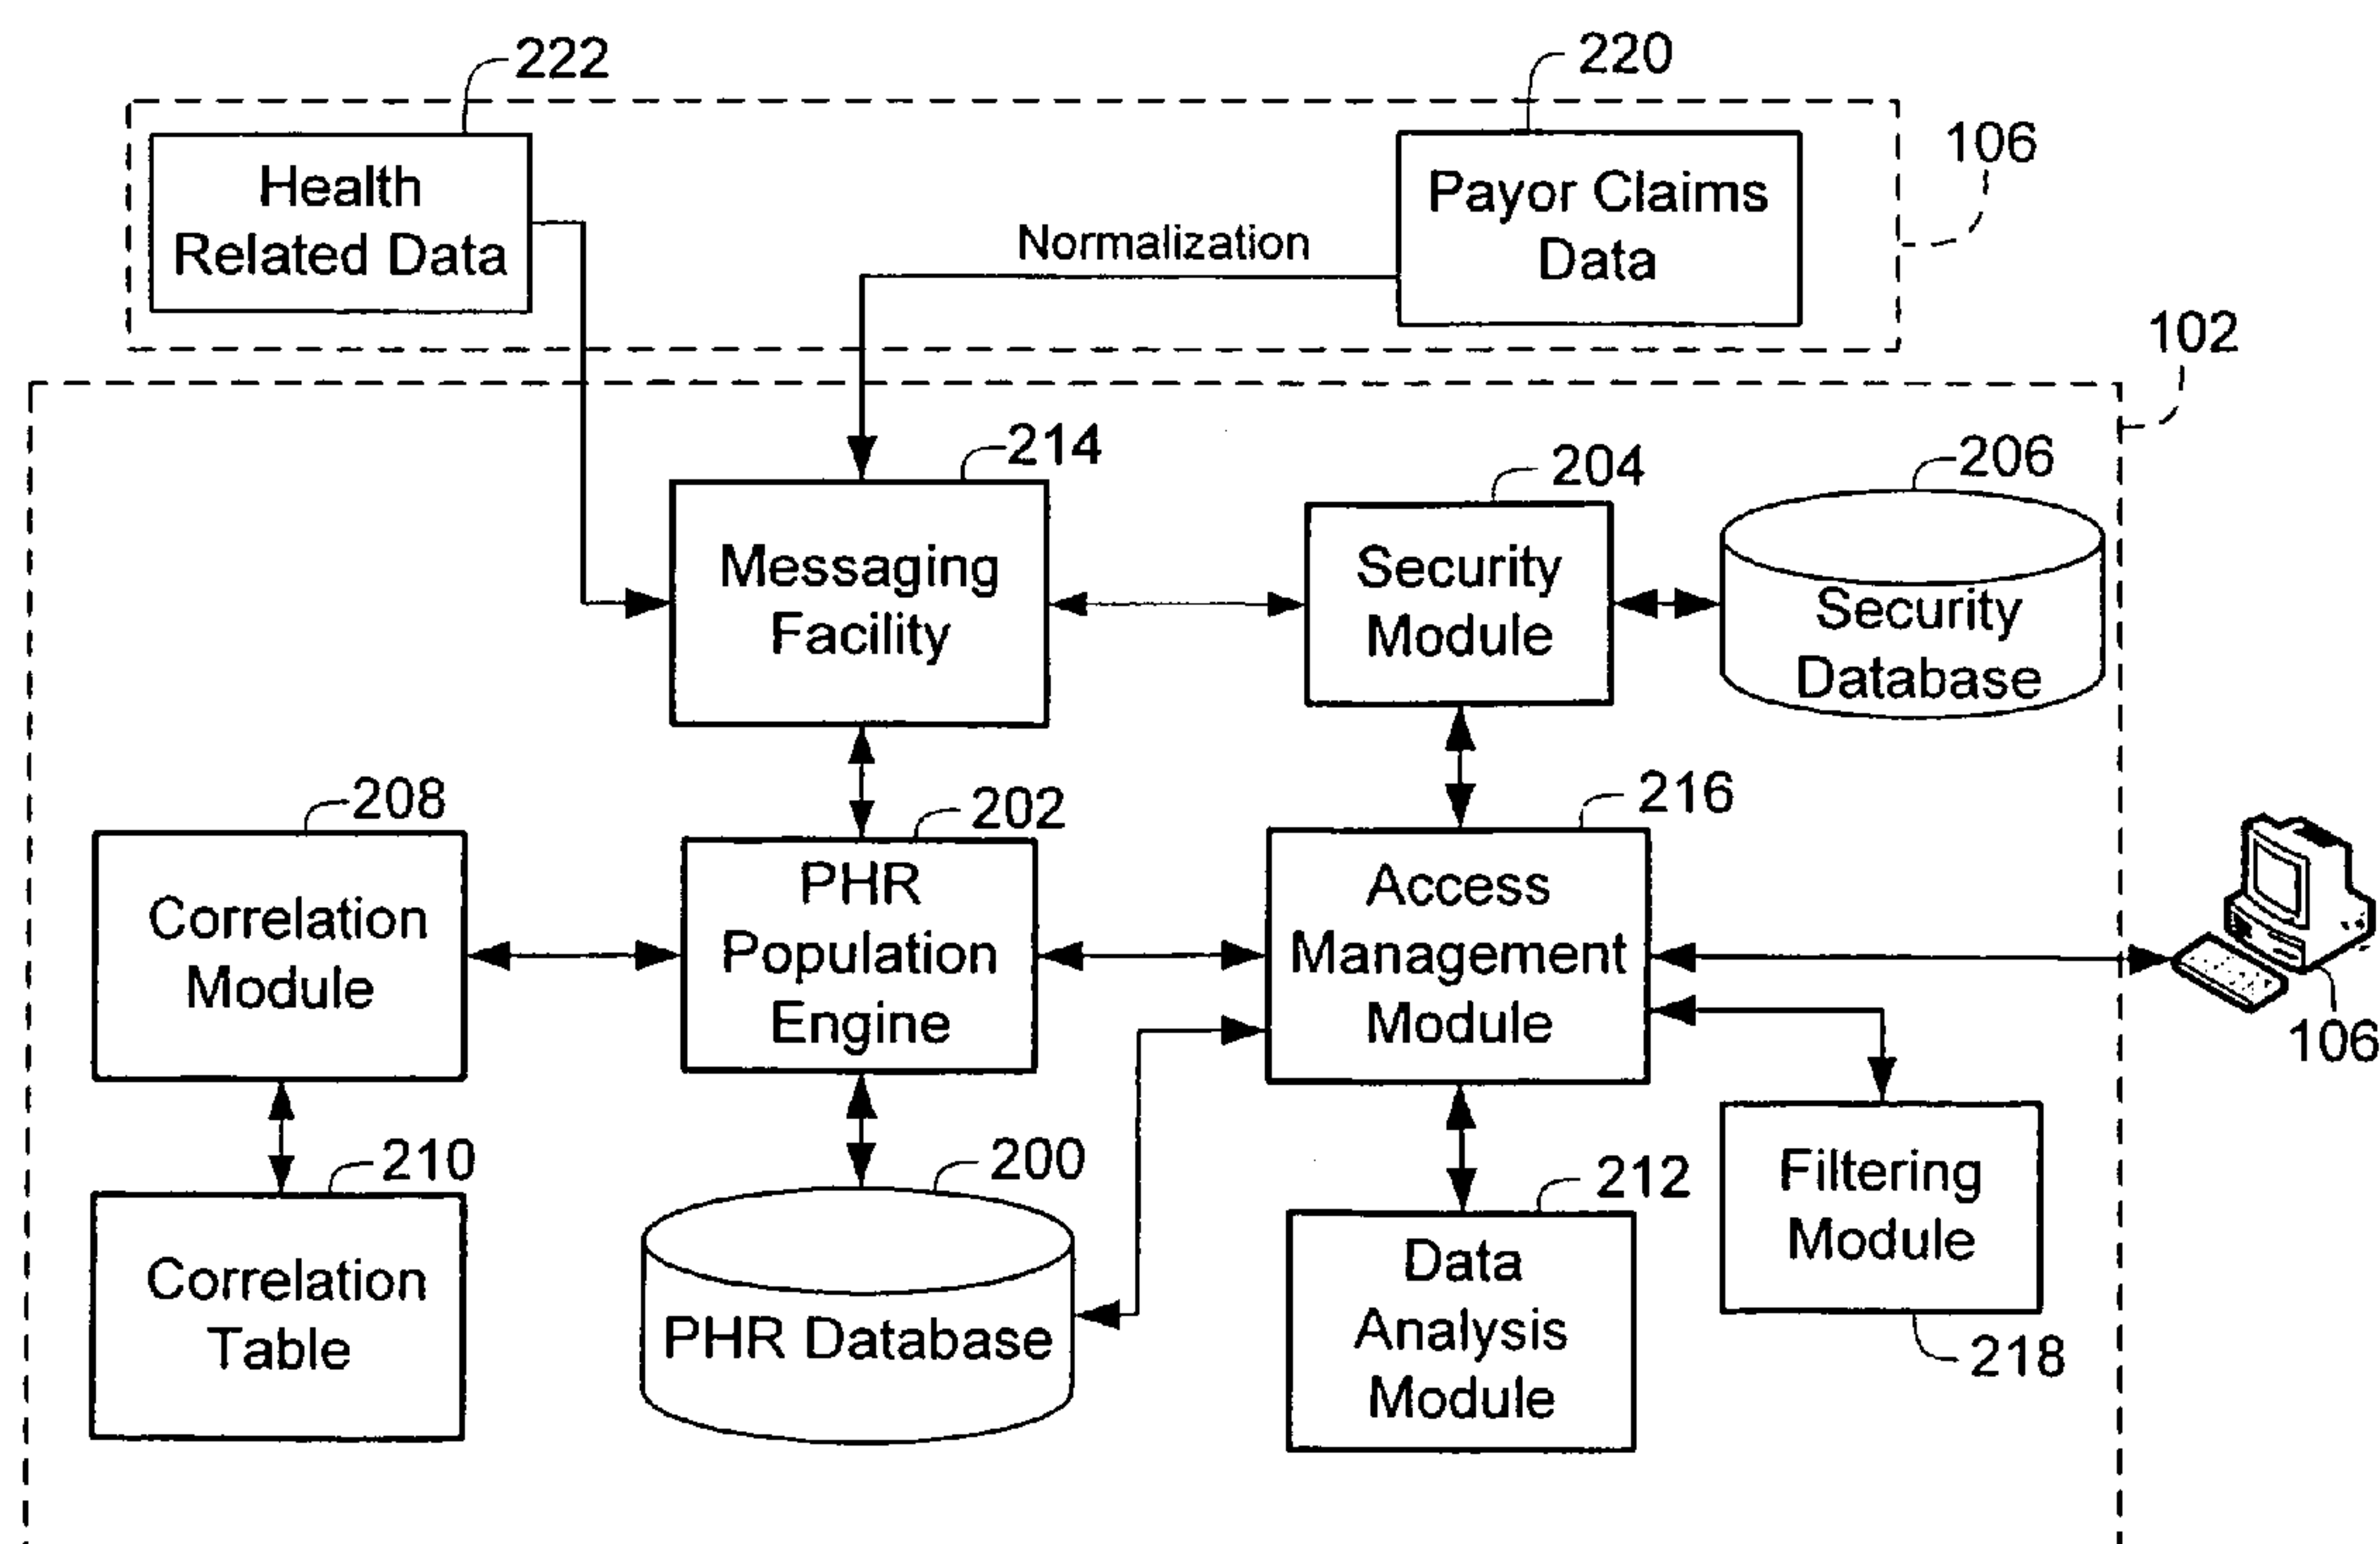 222
220
106
Health
Related Data
Normalization
Payor Claims
Data
102
214
204
206
Messaging
Facility
Security
Module
Security
Database
208
202
216
Correlation
Module
PHR
Population
Engine
Access
Management
Module
106
210
200
212
Correlation
Table
PHR Database
Data
Analysis
Module
Filtering
Module
218